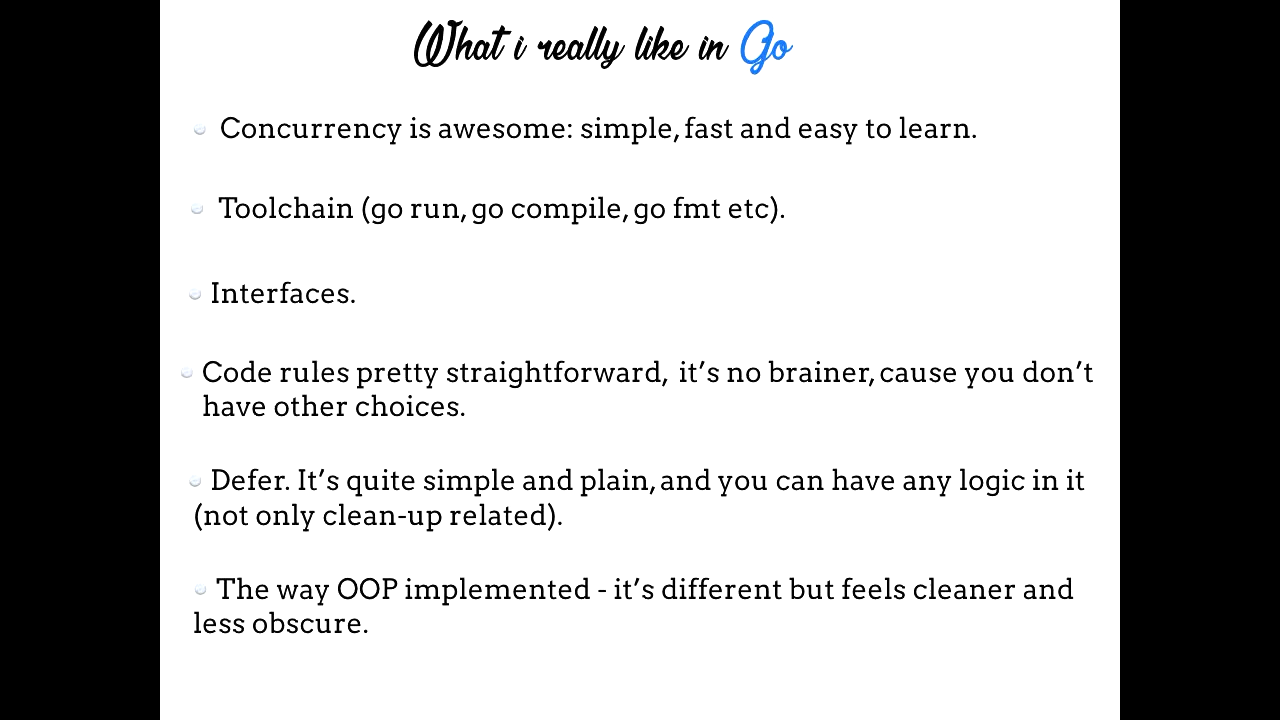 What i really like in Go
Concurrency is awesome: simple, fast and easy to learn.
Toolchain (go run, go compile, go fmt etc).
Interfaces.
Code rules pretty straightforward, it’s no brainer, cause you don’t
have other choices.
Defer. It’s quite simple and plain, and you can have any logic in it
(not only clean-up related).
The way OOP implemented - it’s different but feels cleaner and
less obscure.